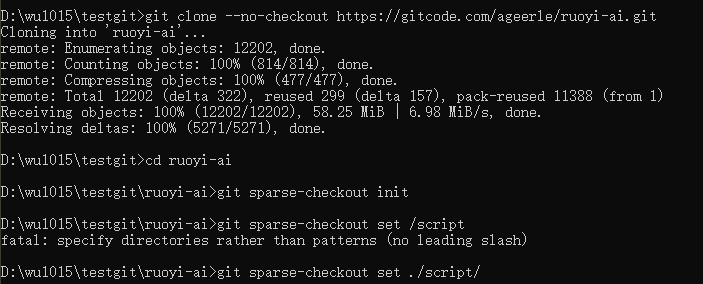 D:\wu1015\testgit>git clone --no-checkout https://gitcode.com/ageerle/ruoyi-ai.git
Cloning into 'ruoyi-ai'...
remote: Enumerating objects: 12202, done.
remote: Counting objects: 100% (814/814), done.
remote: Compressing objects: 100% (477/477), done.
remote: Total 12202 (delta 322), reused 299 (delta 157), pack-reused 11388 (from 1)
Receiving objects: 100% (12202/12202), 58.25 MiB | 6.98 MiB/s, done.
Resolving deltas: 100% (5271/5271), done.
D:\wu1015\testgit>cd ruoyi-ai
D:\wu1015\testgit\ruoyi-ai>git sparse-checkout init
D:\wu1015\testgit\ruoyi-ai>git sparse-checkout set /script
fatal: specify directories rather than patterns (no leading slash)
D:\wu1015\testgit\ruoyi-ai>git sparse-checkout set ./script/